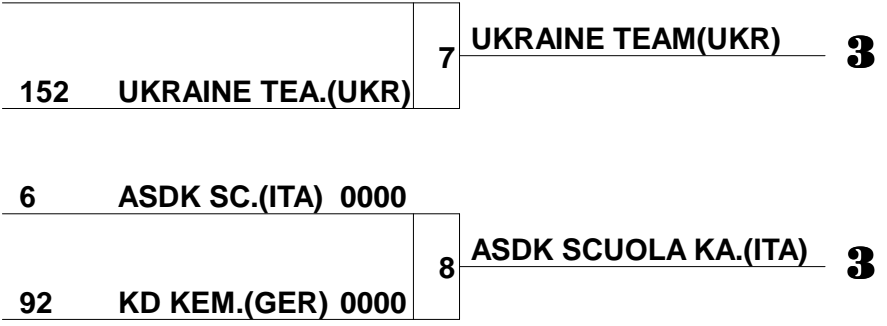 UKRAINE TEAM(UKR) 3
7
152 UKRAINE TEA.(UKR)
6 ASDK SC.(ITA) 0000
ASDK SCUOLA KA.(ITA) 3
8
92 KD KEM.(GER) 0000